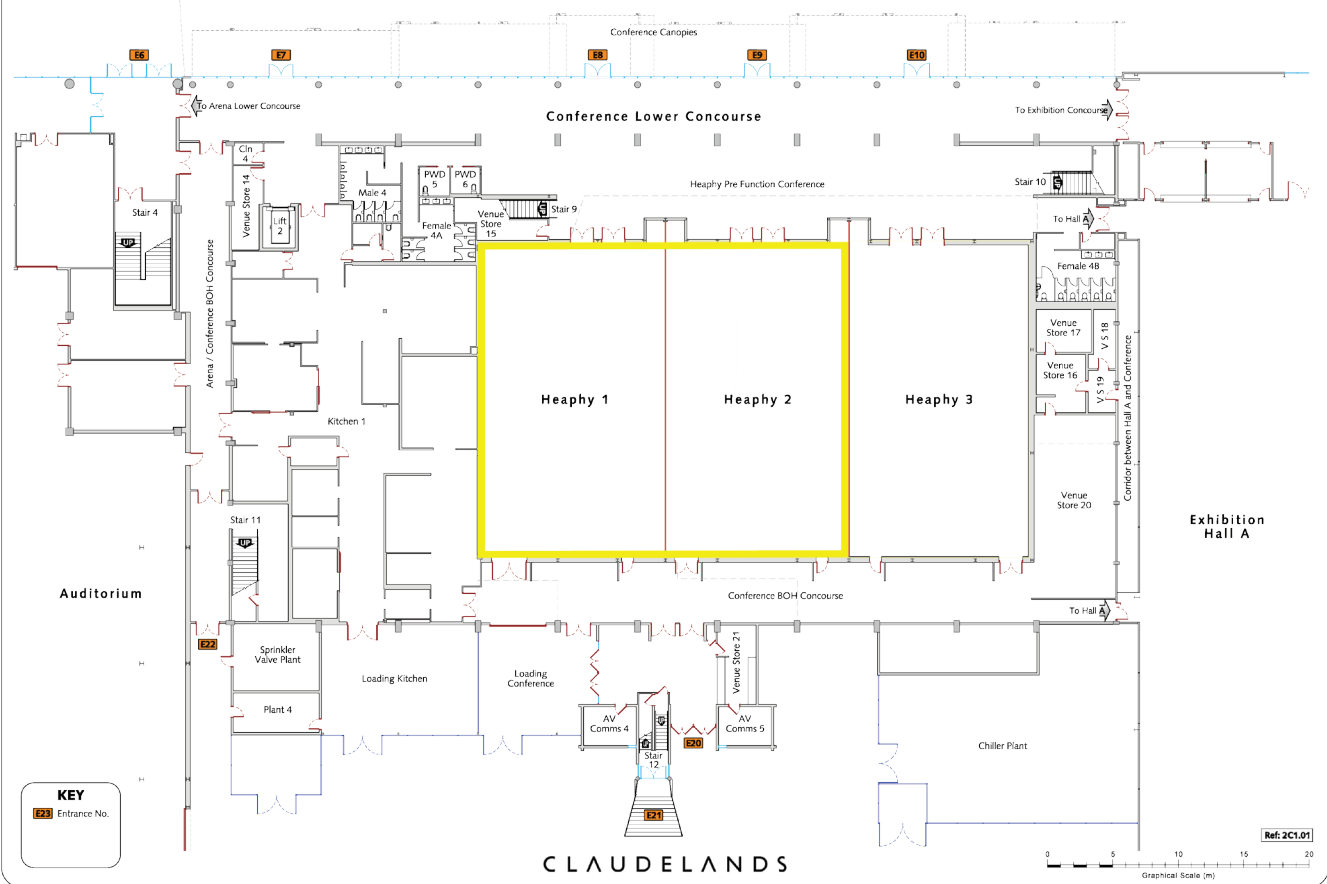 Conference Canopies
E6
E7
E8
E9
E10
To Arena Lower Concourse
Conference Lower Concourse
To Exhibition Concourse
Cln
4
Venue Store 14
Lift
2
Male 4
PWD
5
PWD
6
Female
4A
Venue
Store
15
Stair 9
Heaphy Pre Function Conference
Stair 10
To Hall A
Stair 4
UP
Arena / Conference BOH Concourse
Female 4B
Venue
Store 17
V S 18
Venue
Store 16
V S 19
Corridor between Hall A and Conference
Heaphy 1
Heaphy 2
Heaphy 3
Kitchen 1
Venue
Store 20
Exhibition
Hall A
Stair 11
UP
Auditorium
Conference BOH Concourse
To Hall A
E22
Sprinkler
Valve Plant
Plant 4
Loading Kitchen
Loading
Conference
Venue Store 21
AV
Comms 4
AV
Comms 5
E20
Stair
12
E21
Chiller Plant
KEY
E23 Entrance No.
CLAUDELANDS
Ref: 2C1.01
0 5 10 15 20
Graphical Scale (m)